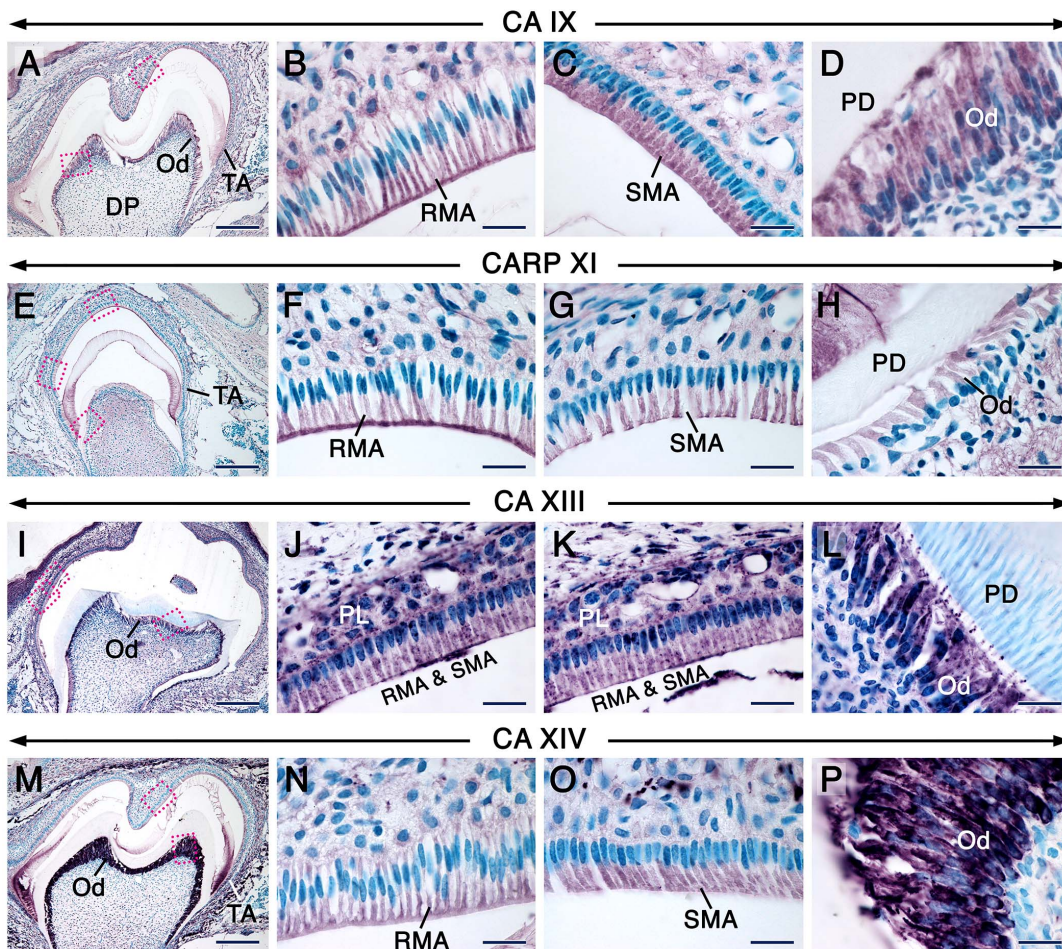 CA IX
A B C D
PD
Od
Od
TA
SMA
DP
RMA
CARP XI
E F G H
PD
TA
Od
RMA
SMA
CA XIII
I J K L
PL
PL
PD
Od
RMA & SMA
RMA & SMA
Od
CA XIV
M N O P
Od
Od
TA
RMA
SMA